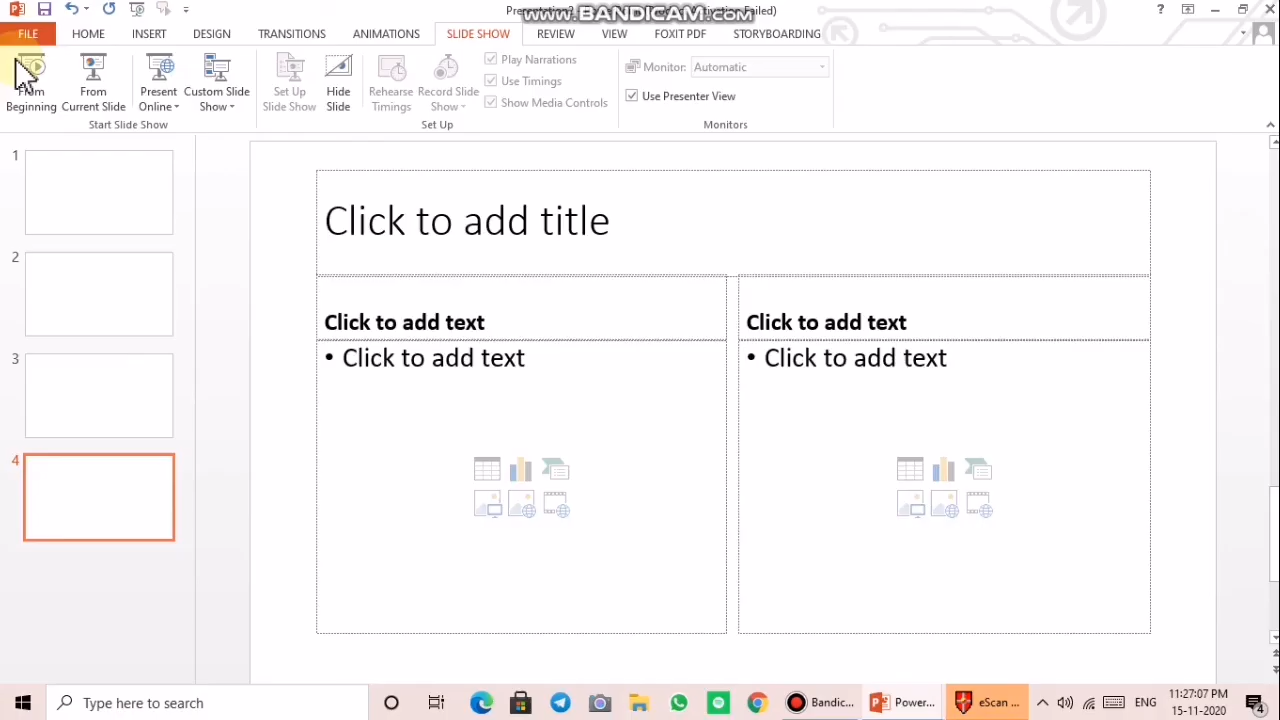 www.BANDICAM.com
FILE HOME INSERT DESIGN TRANSITIONS ANIMATIONS SLIDE SHOW REVIEW VIEW FOXIT PDF STORYBOARDING
From Beginning
From Current Slide
Present Online
Custom Slide Show
Start Slide Show
Set Up Slide Show
Hide Slide
Rehearse Timings
Record Slide Show
Play Narrations
Use Timings
Show Media Controls
Set Up
Monitor: Automatic
Use Presenter View
Monitors
1
2
3
4
Click to add title
Click to add text
• Click to add text
Click to add text
• Click to add text
Type here to search
Bandic...
Power...
eScan ...
ENG
11:27:07 PM
15-11-2020
4